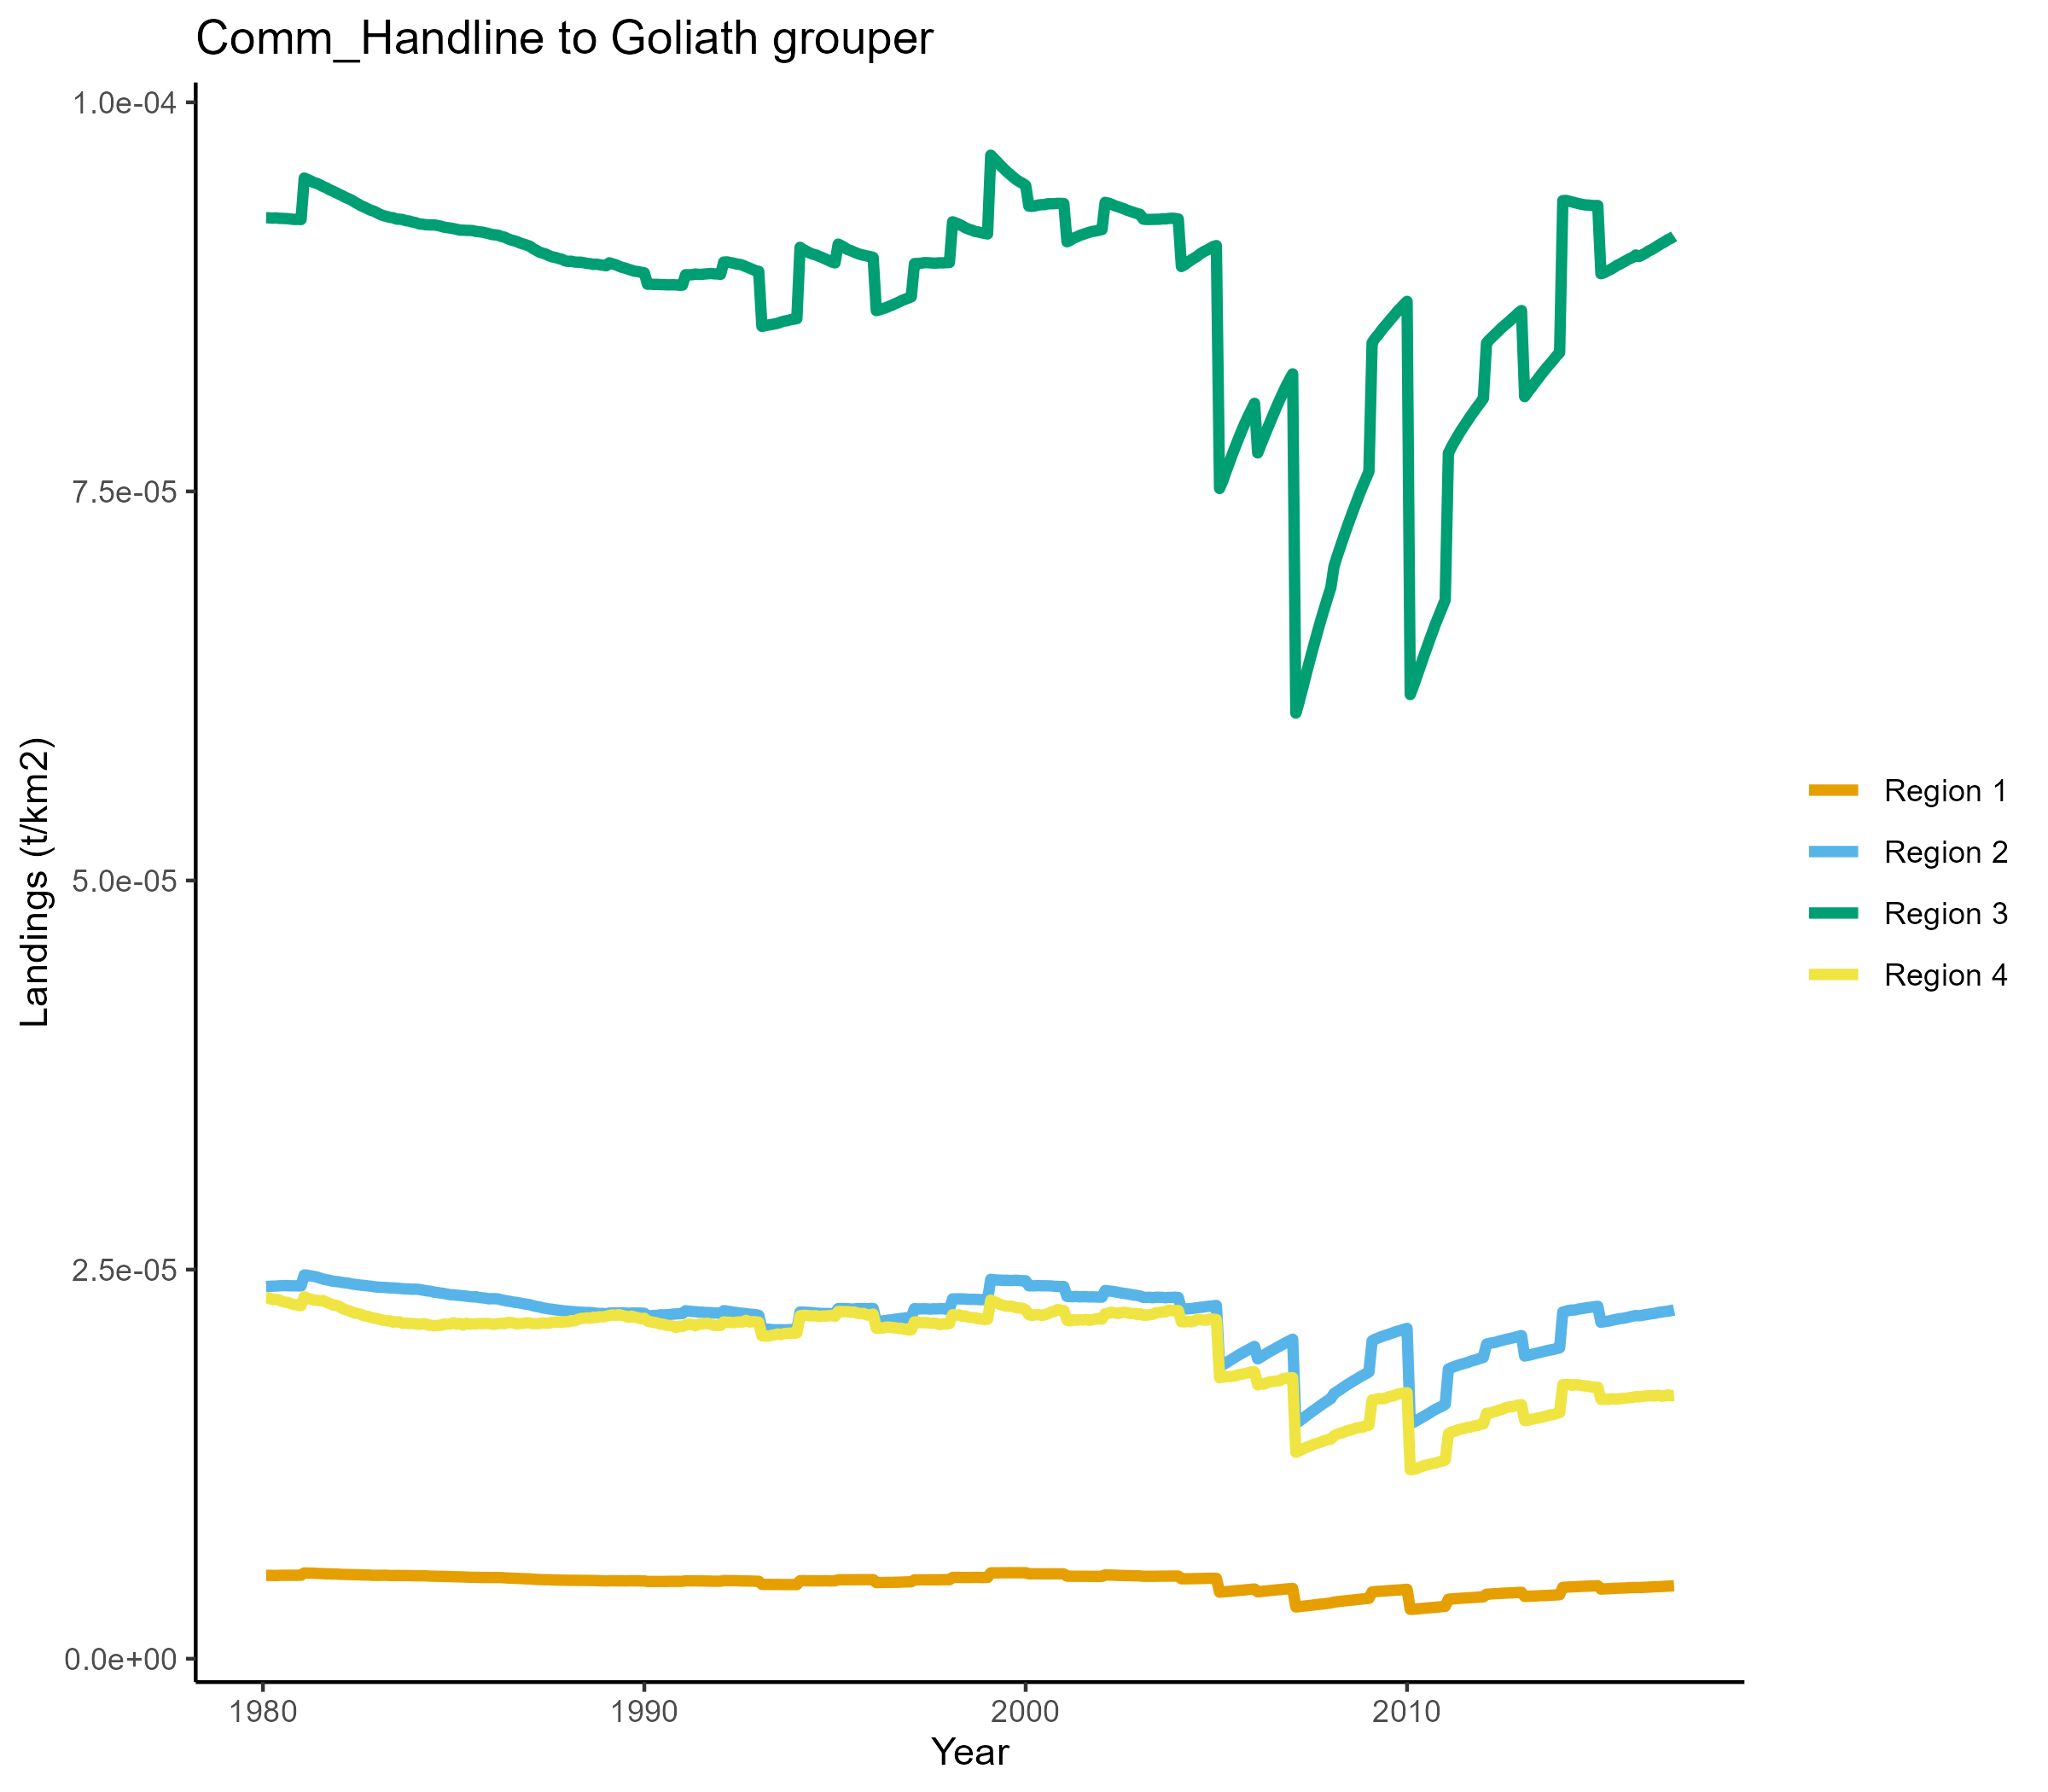 Comm_Handline to Goliath grouper
1.0e-04
7.5e-05
5.0e-05
2.5e-05
0.0e+00
Landings (t/km2)
1980
1990
2000
2010
Year
Region 1
Region 2
Region 3
Region 4